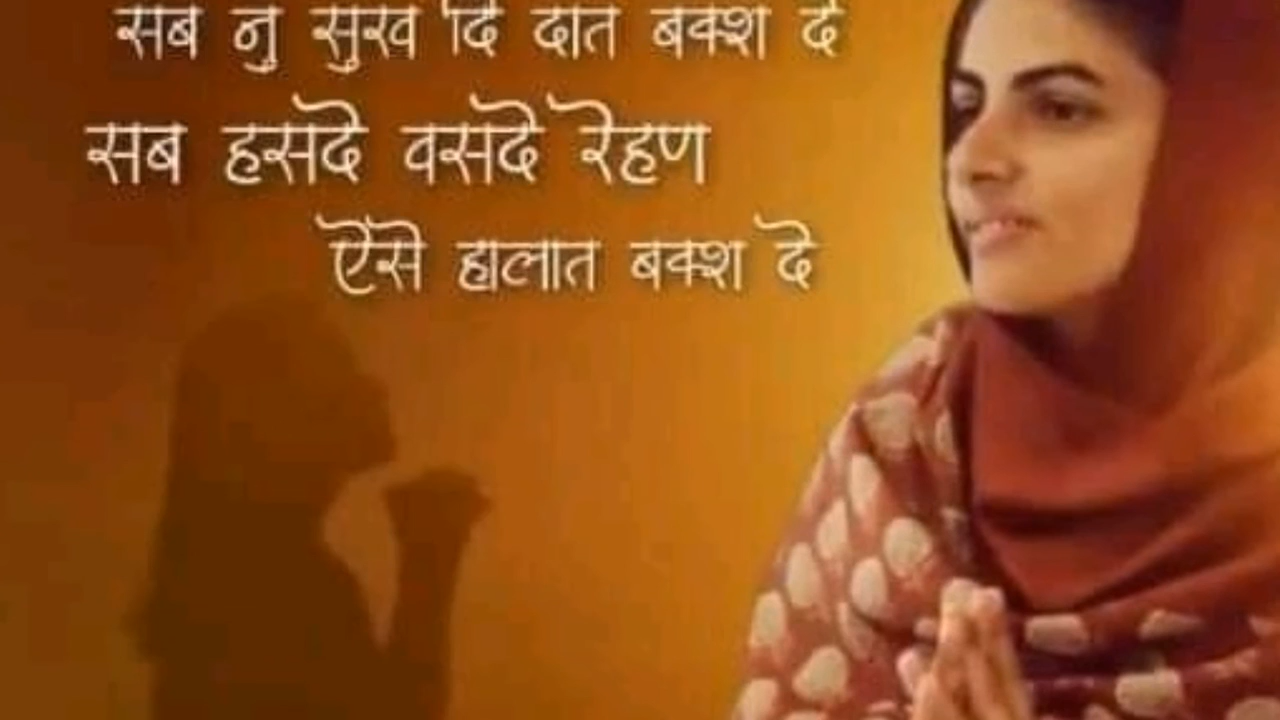 सब नु सुख दि दात बक्श दे
सब हसदे वसदे रेहण
ऐसे हालात बक्श दे